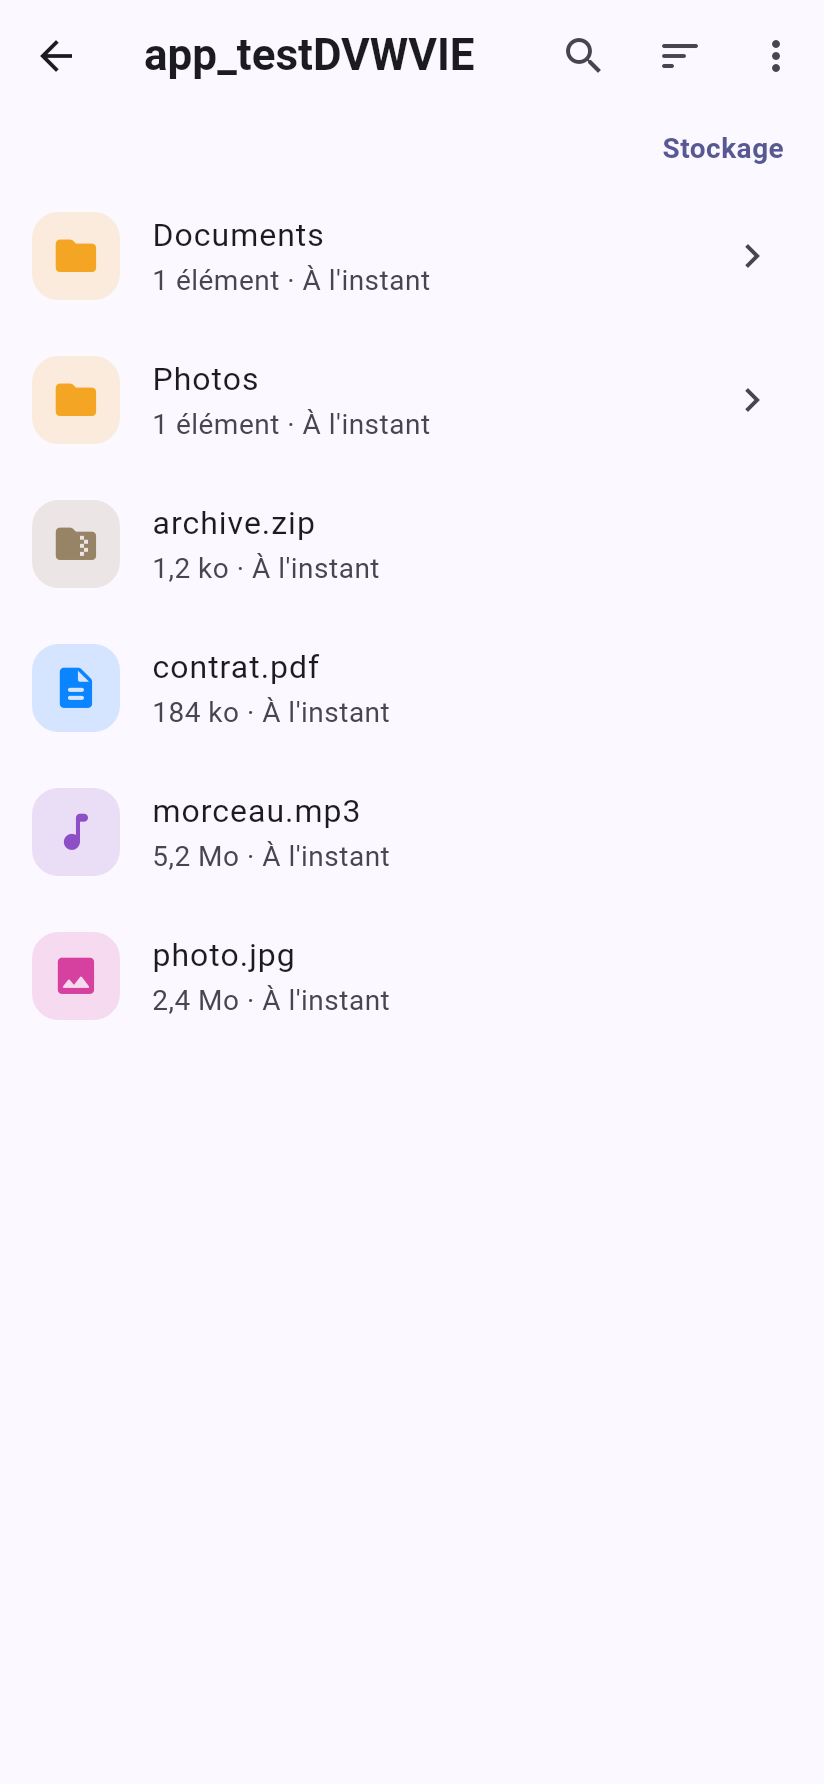 app_testDVWVIE
Stockage
Documents
1 élément · À l'instant
Photos
1 élément · À l'instant
archive.zip
1,2 ko · À l'instant
contrat.pdf
184 ko · À l'instant
morceau.mp3
5,2 Mo · À l'instant
photo.jpg
2,4 Mo · À l'instant